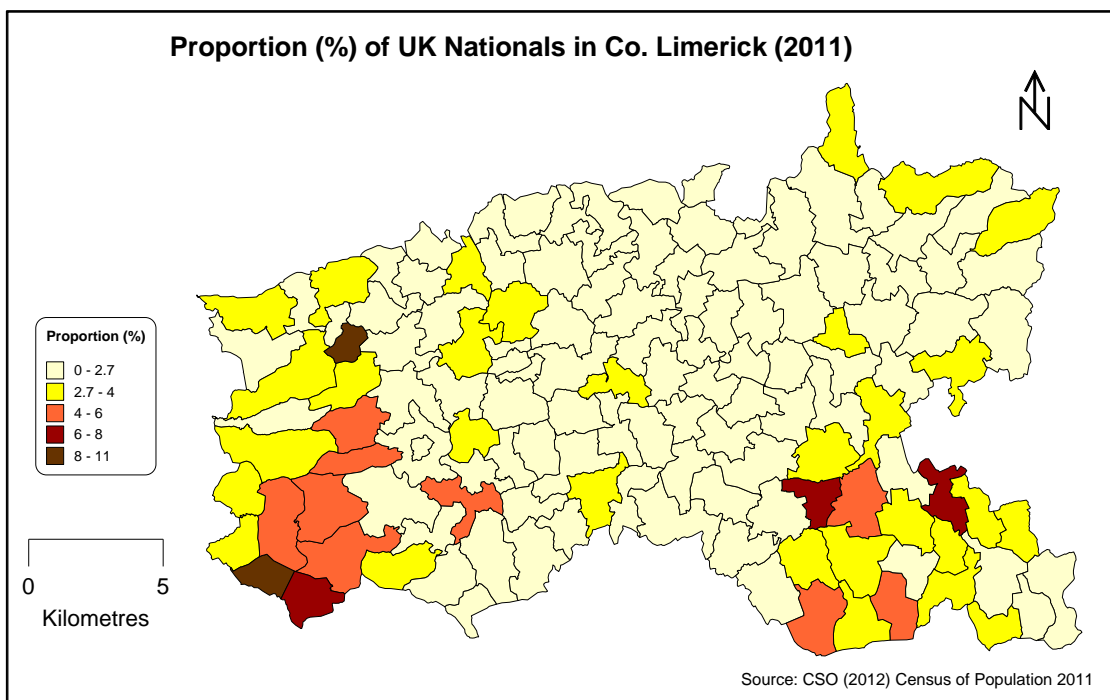 Proportion (%) of UK Nationals in Co. Limerick (2011)
N
Proportion (%)
0 - 2.7
2.7 - 4
4 - 6
6 - 8
8 - 11
0 5
Kilometres
Source: CSO (2012) Census of Population 2011